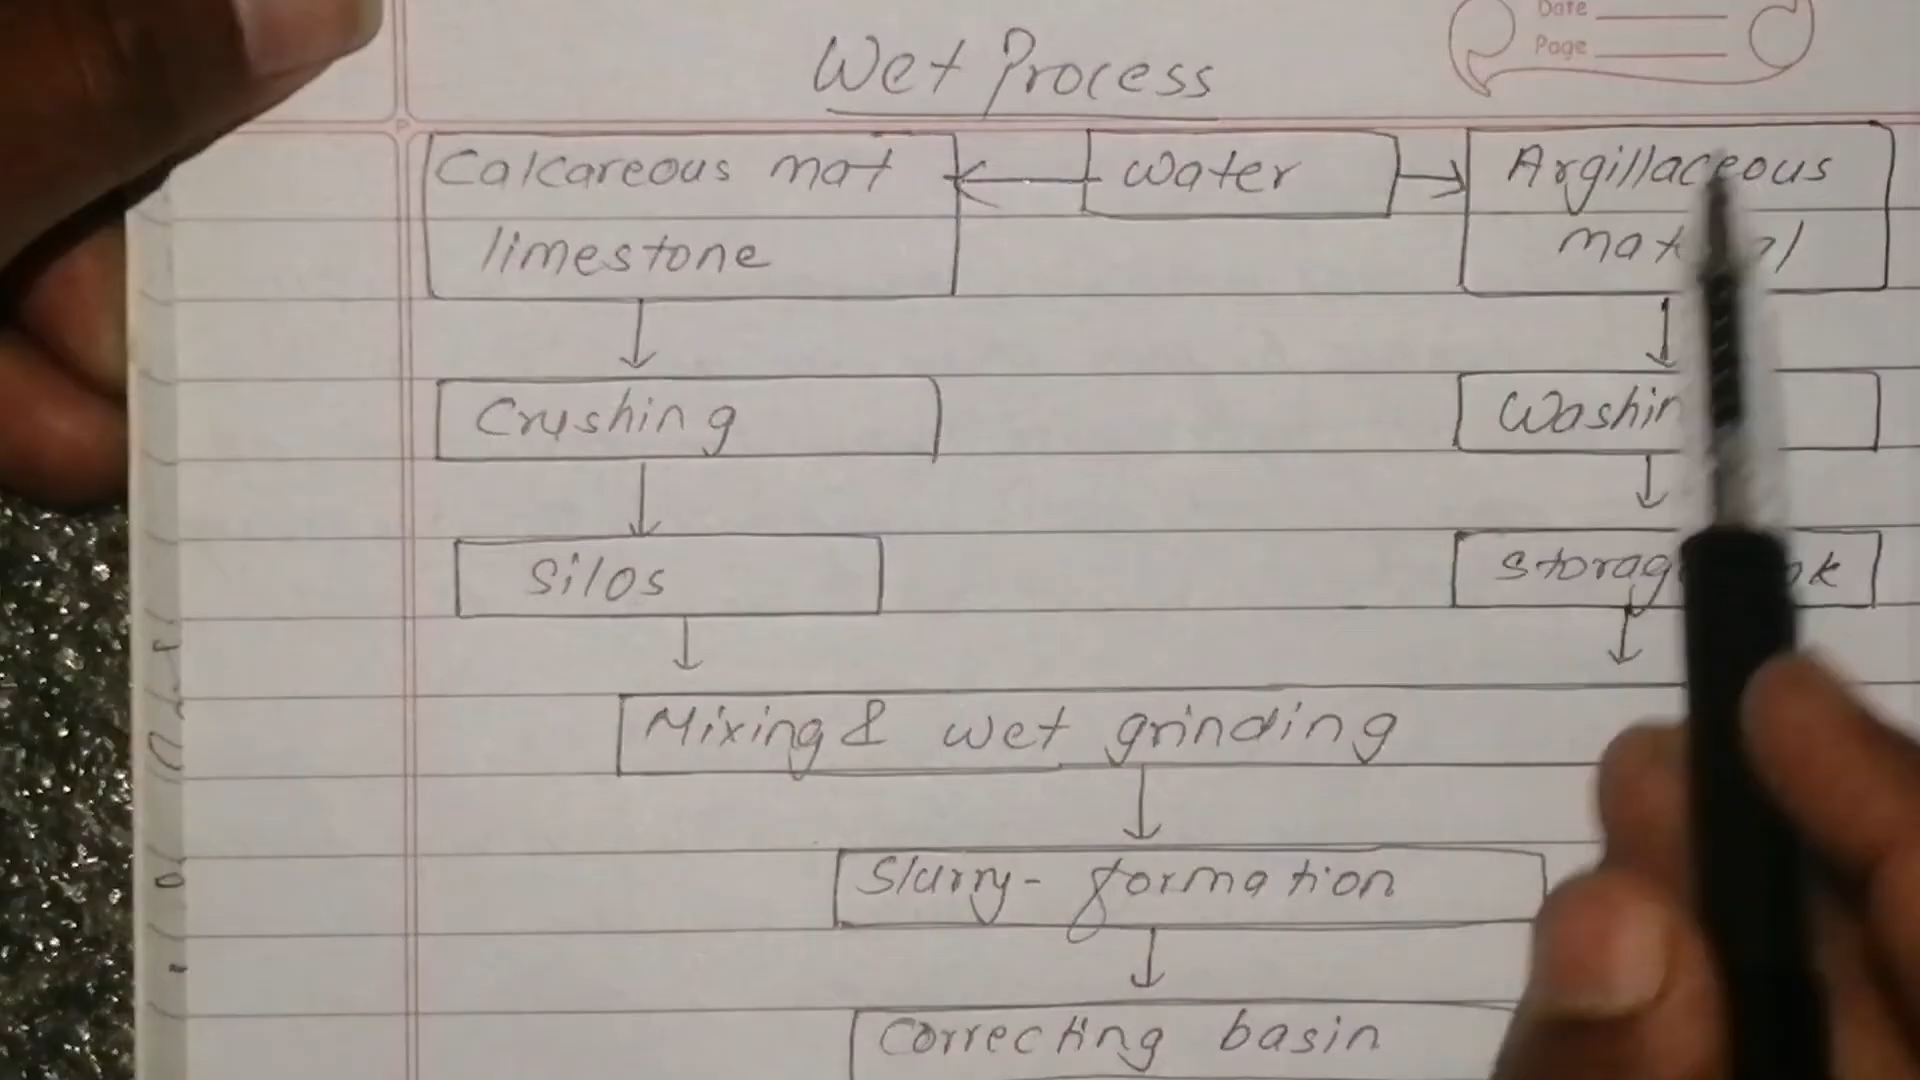 Date
Page
Wet Process
Calcareous mat
limestone
Water
Argillaceous
Crushing
Silos
Mixing & wet grinding
Slurry- formation
Correcting basin